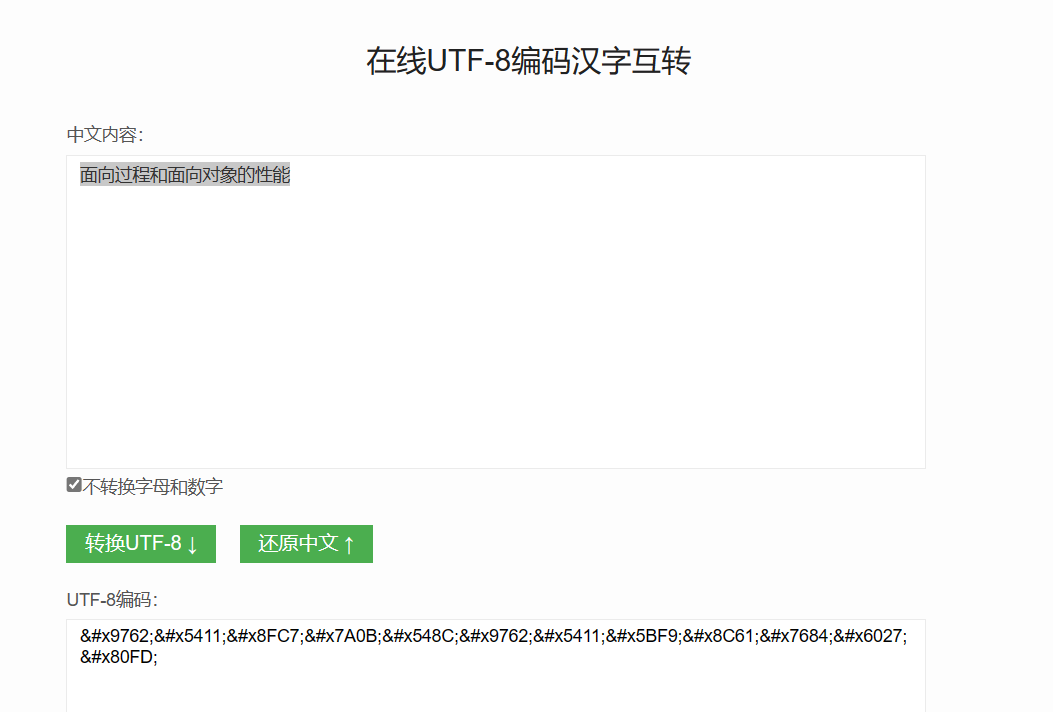 在线UTF-8编码汉字互转
中文内容：
面向过程和面向对象的性能
不转换字母和数字
转换UTF-8 ↓ 还原中文 ↑
UTF-8编码：
&#x9762;&#x5411;&#x8FC7;&#x7A0B;&#x548C;&#x9762;&#x5411;&#x5BF9;&#x8C61;&#x7684;&#x6027;
&#x80FD;